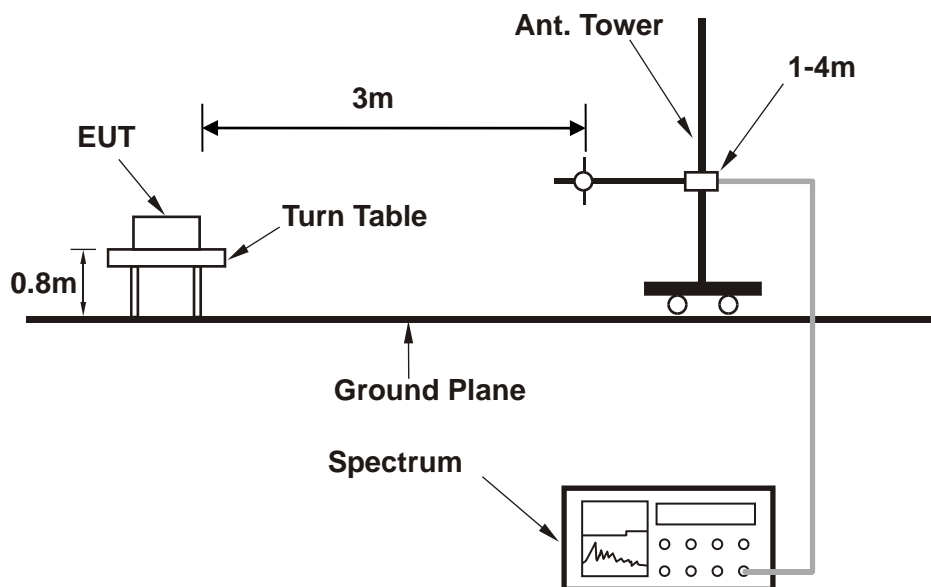 Ant. Tower
1-4m
3m
EUT
Turn Table
0.8m
Ground Plane
Spectrum